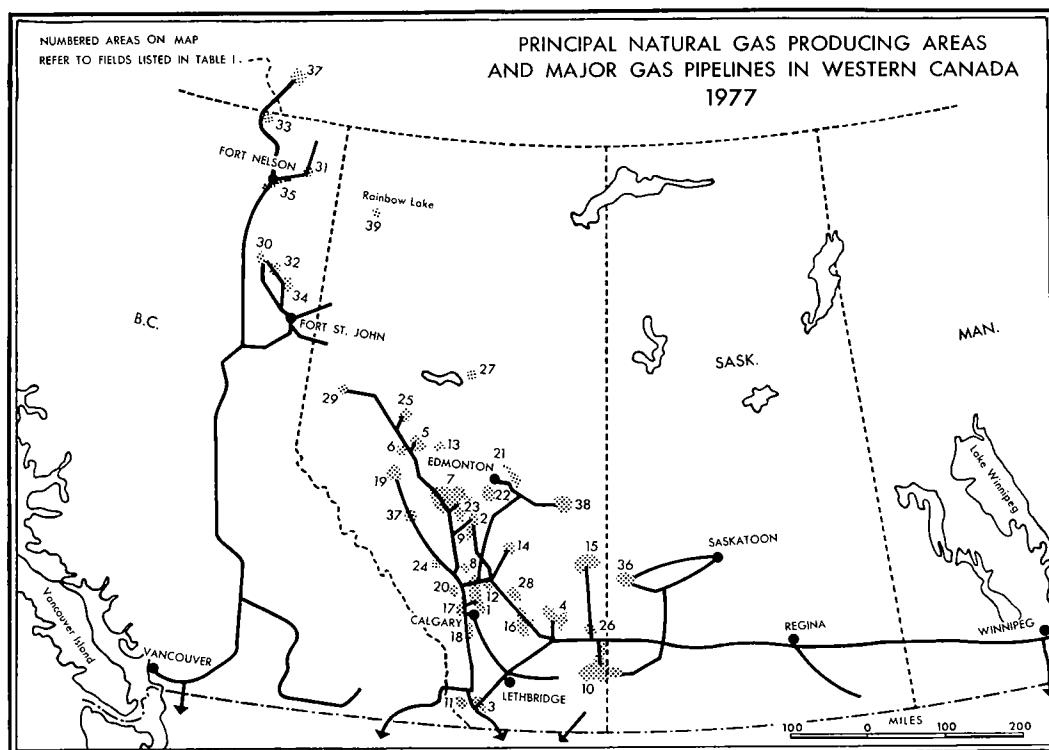 NUMBERED AREAS ON MAP
REFER TO FIELDS LISTED IN TABLE I.
PRINCIPAL NATURAL GAS PRODUCING AREAS
AND MAJOR GAS PIPELINES IN WESTERN CANADA
1977
37
33
FORT NELSON
31
35
Rainbow Lake
39
30
32
34
FORT ST. JOHN
B.C.
SASK.
MAN.
27
29
25
5
6
13
21
EDMONTON
Lake Winnipeg
19
7
22
38
23
37
2
9
14
15
SASKATOON
24
8
36
20
12
28
17
1
4
CALGARY
16
26
18
REGINA
WINNIPEG
Vancouver Island
VANCOUVER
LETHBRIDGE
10
11
3
MILES
100 0 100 200